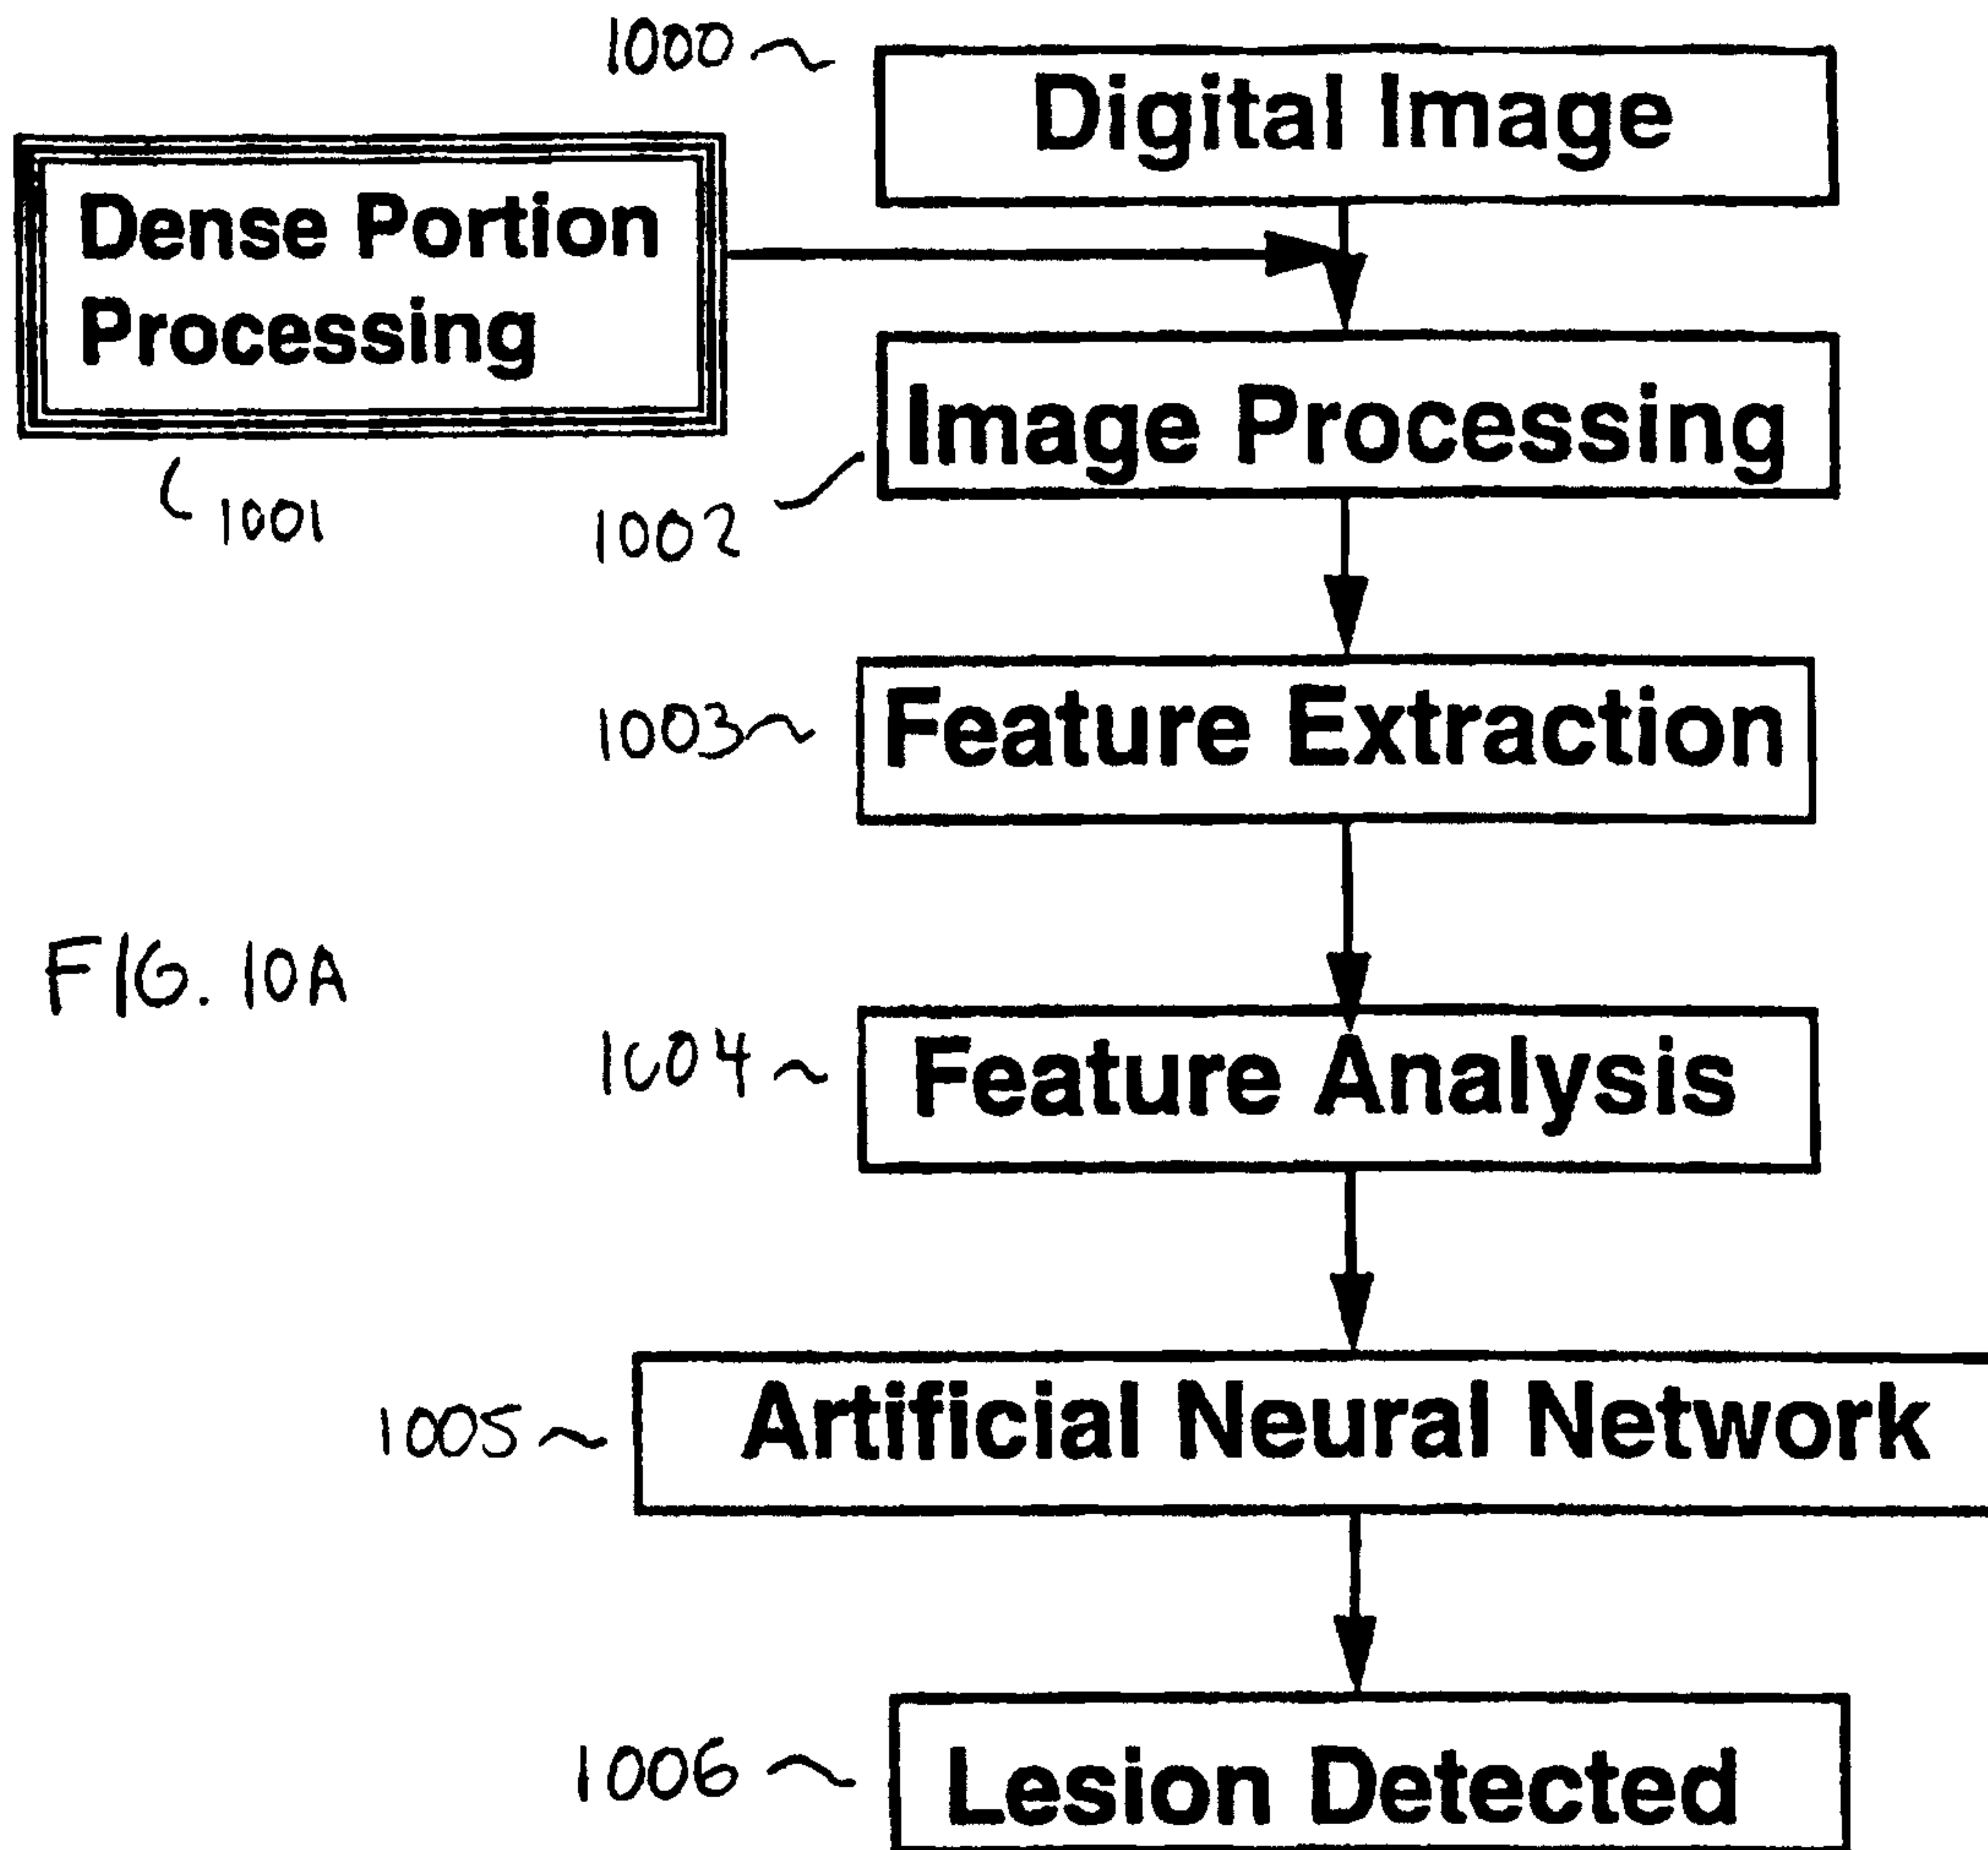 1000
Digital Image
Dense Portion
Processing
1001
1002
Image Processing
1003
Feature Extraction
FIG. 10A
1004
Feature Analysis
1005
Artificial Neural Network
1006
Lesion Detected